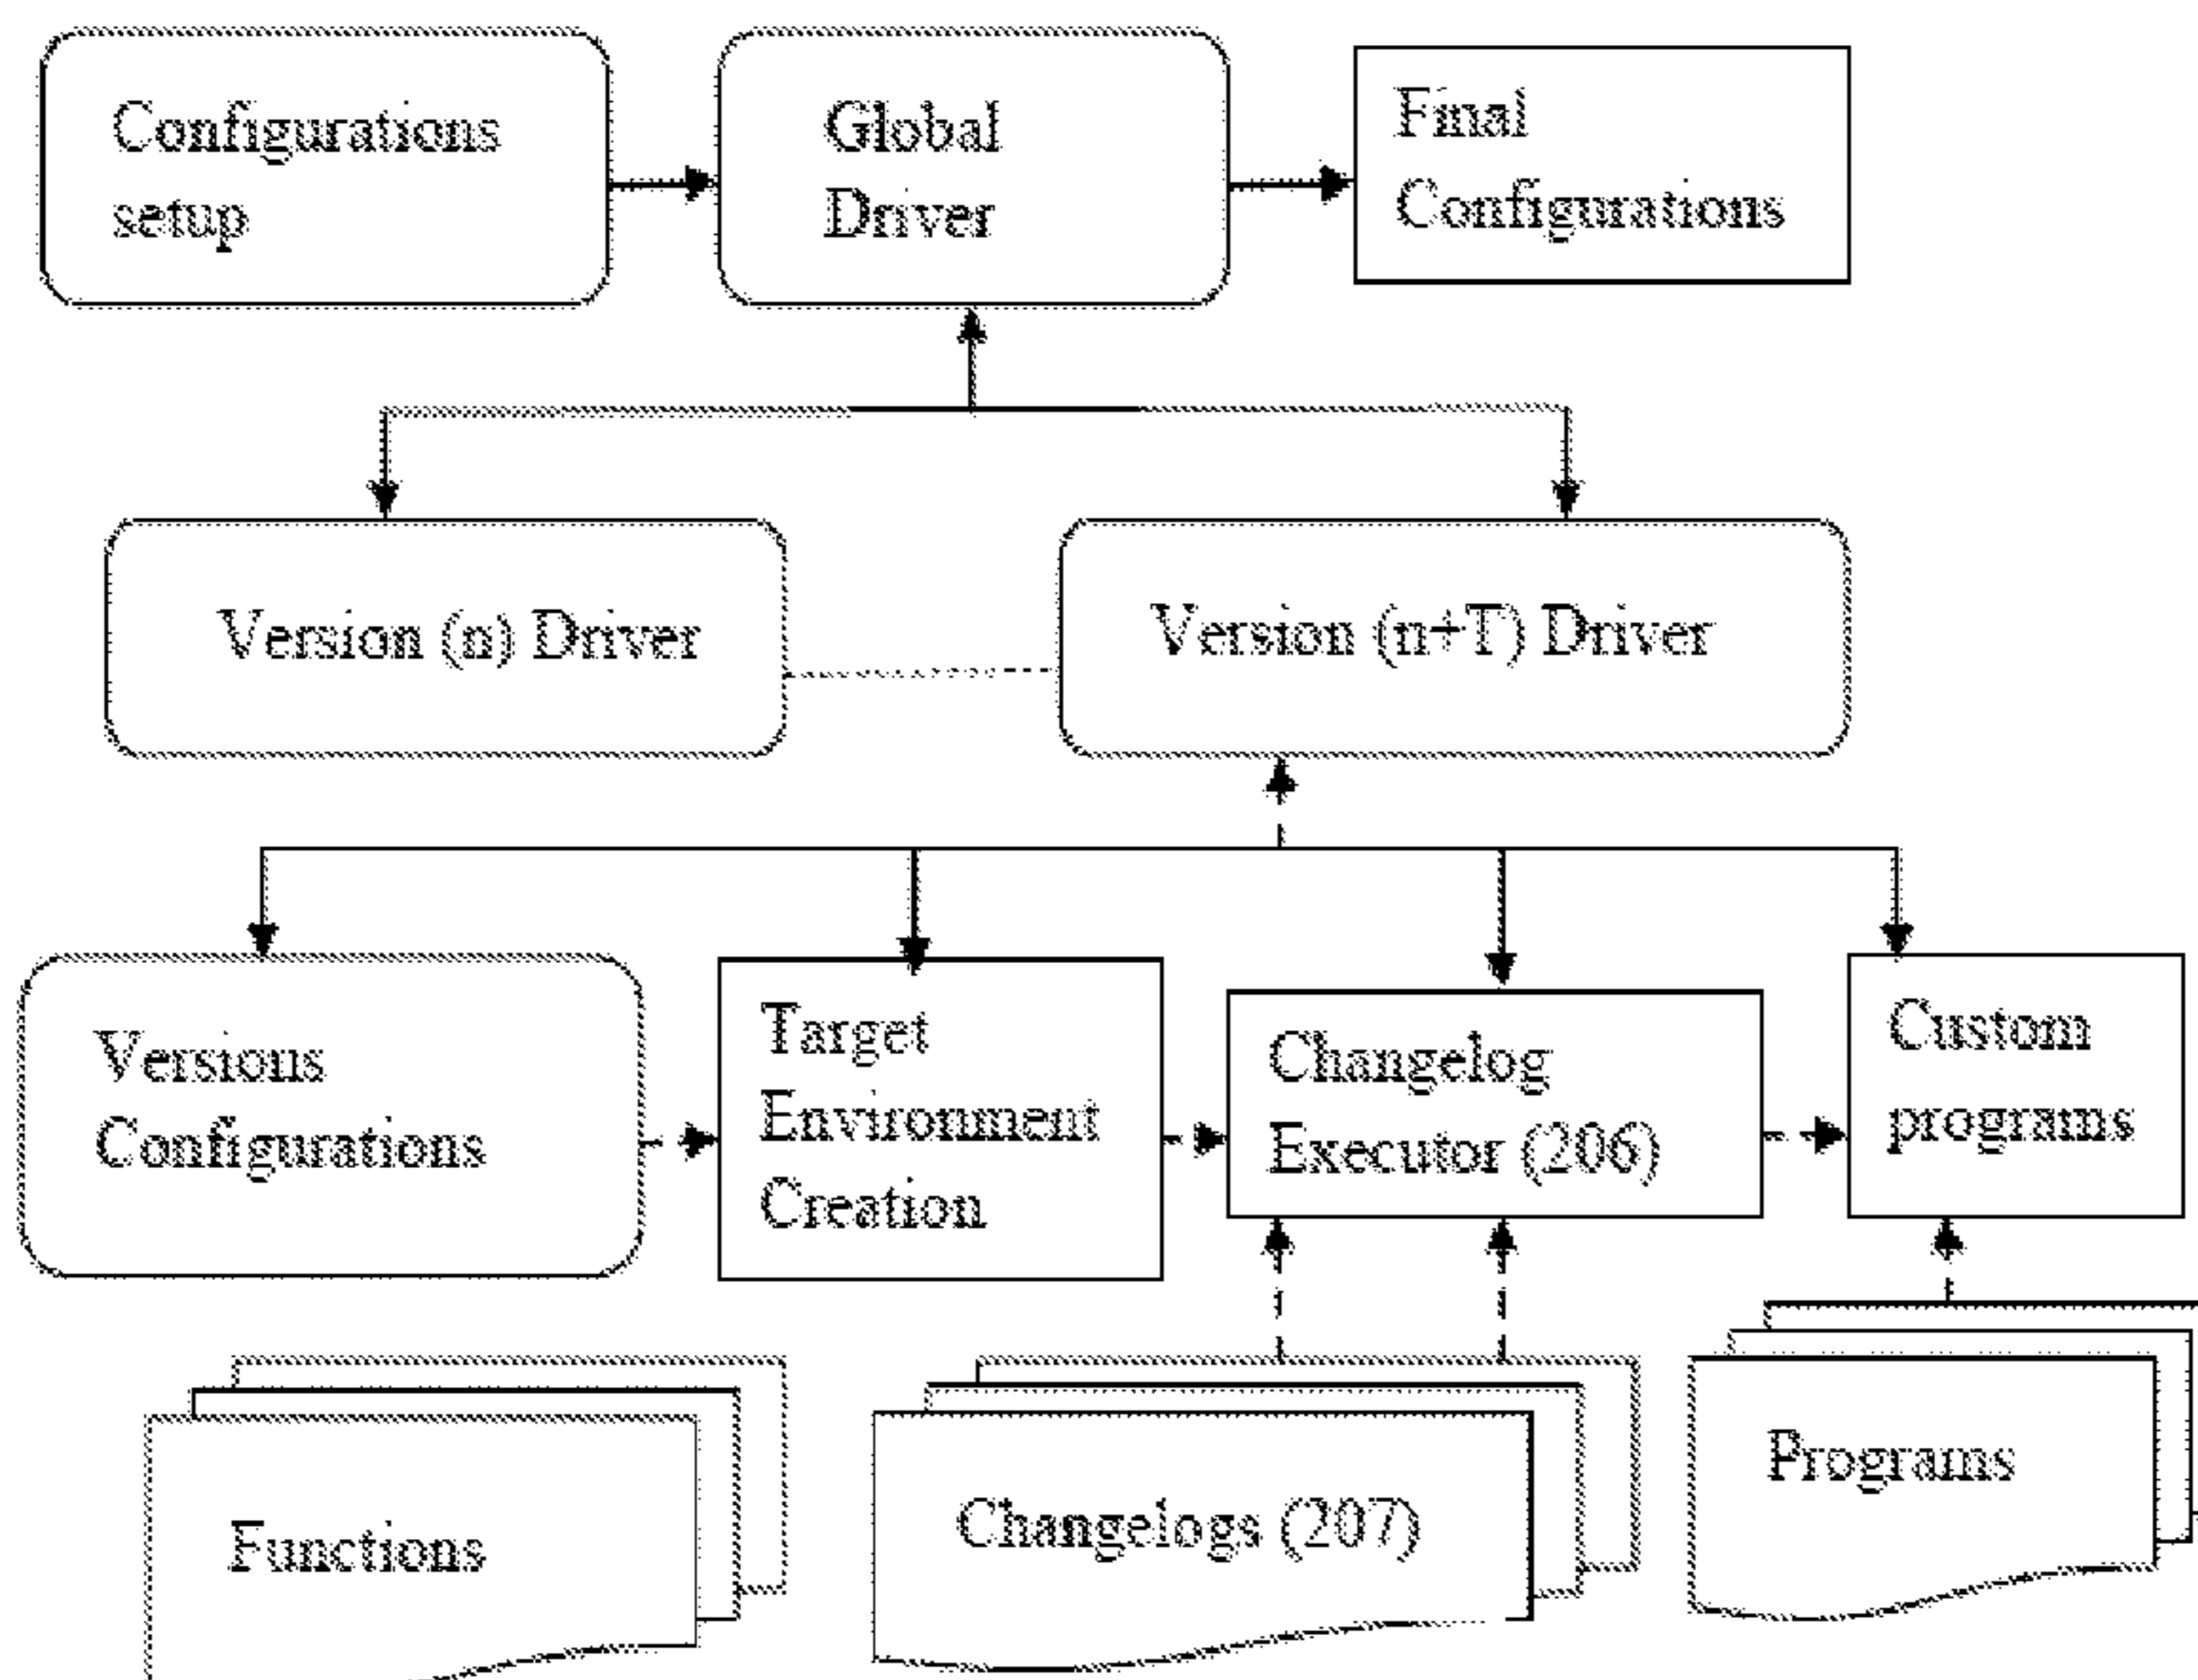 Configurations
setup
Global
Driver
Final
Configurations
Version (n) Driver
Version (n+T) Driver
Versious
Configurations
Target
Environment
Creation
Changelog
Executor (206)
Custom
programs
Functions
Changelogs (207)
Programs